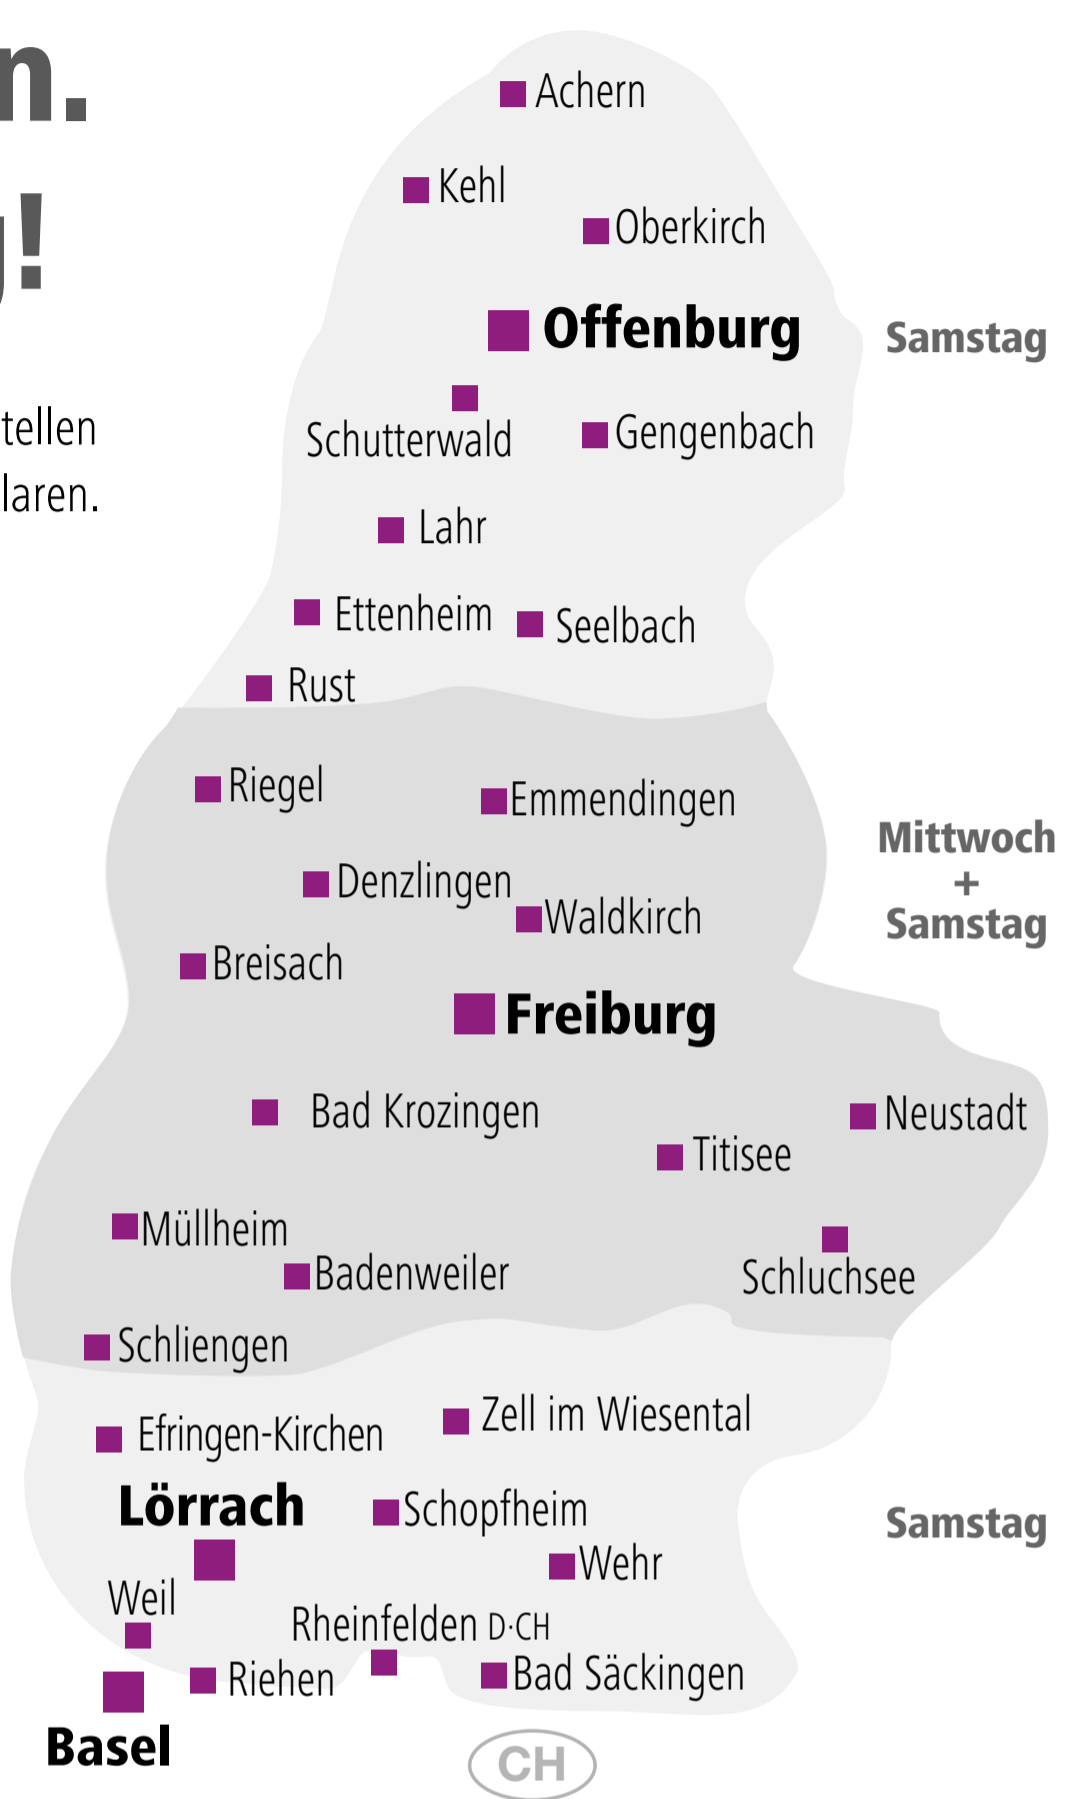 n.
g!
tellen
laren.
Achern
Kehl
Oberkirch
Offenburg
Samstag
Schutterwald
Gengenbach
Lahr
Ettenheim
Seelbach
Rust
Riegel
Emmendingen
Mittwoch
+
Samstag
Denzlingen
Waldkirch
Breisach
Freiburg
Bad Krozingen
Neustadt
Titisee
Müllheim
Badenweiler
Schluchsee
Schliengen
Zell im Wiesental
Efringen-Kirchen
Lörrach
Schopfheim
Samstag
Wehr
Weil
Rheinfelden D·CH
Riehen
Bad Säckingen
Basel
CH